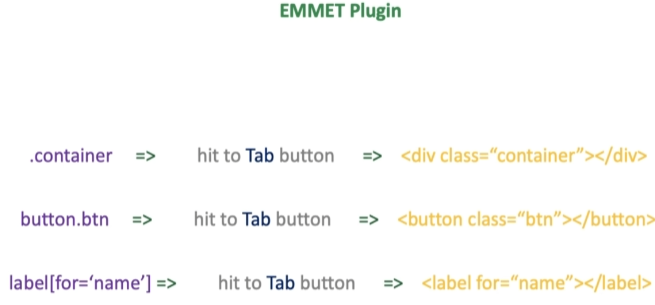 EMMET Plugin
.container => hit to Tab button => <div class=“container”></div>
button.btn => hit to Tab button => <button class=“btn”></button>
label[for=‘name’] => hit to Tab button => <label for=“name”></label>